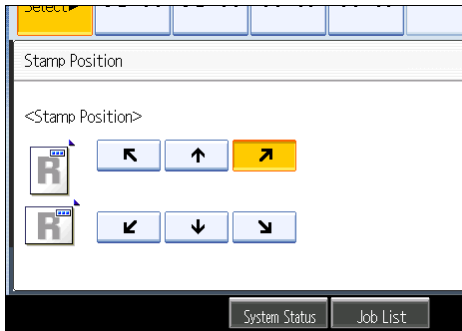 Select▶
Stamp Position
<Stamp Position>
R
R
System Status Job List